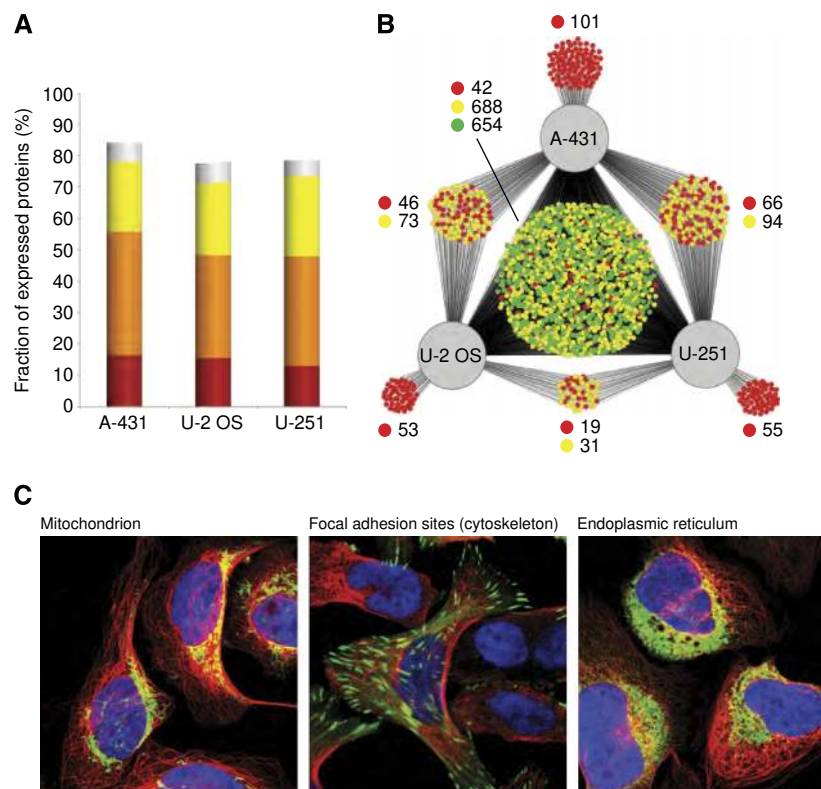 A
Fraction of expressed proteins (%)
100
90
80
70
60
50
40
30
20
10
0
A-431
U-2 OS
U-251
B
101
42
688
654
A-431
46
73
66
94
U-2 OS
U-251
53
19
31
55
C
Mitochondrion
Focal adhesion sites (cytoskeleton)
Endoplasmic reticulum